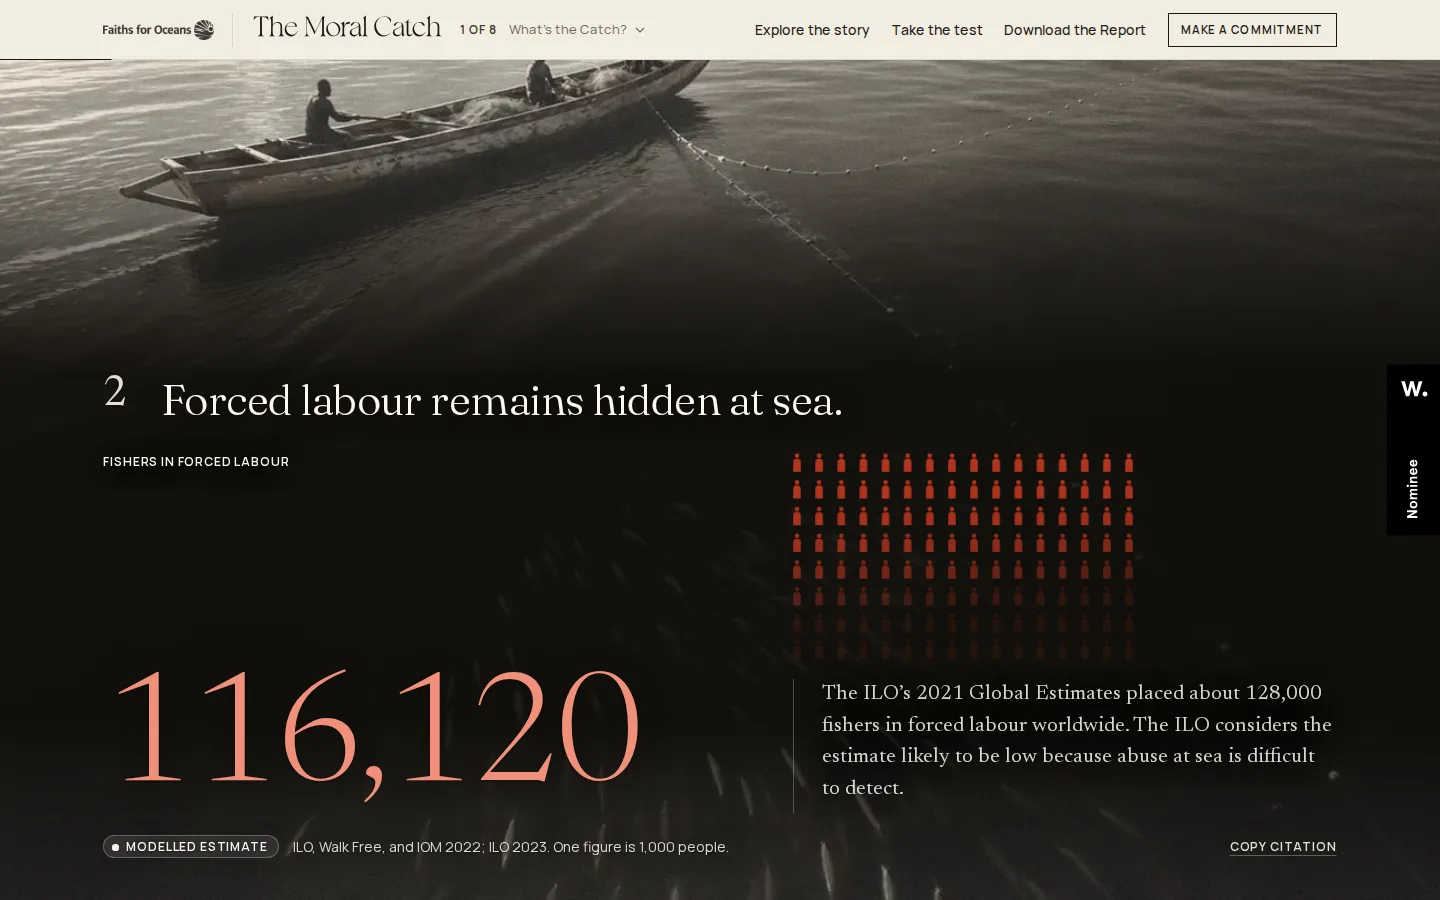 Faiths for Oceans
The Moral Catch
1 OF 8 What's the Catch?
Explore the story
Take the test
Download the Report
MAKE A COMMITMENT
2 Forced labour remains hidden at sea.
FISHERS IN FORCED LABOUR
W.
Nominee
116,120
The ILO’s 2021 Global Estimates placed about 128,000
fishers in forced labour worldwide. The ILO considers the
estimate likely to be low because abuse at sea is difficult
to detect.
MODELLED ESTIMATE
ILO, Walk Free, and IOM 2022; ILO 2023. One figure is 1,000 people.
COPY CITATION